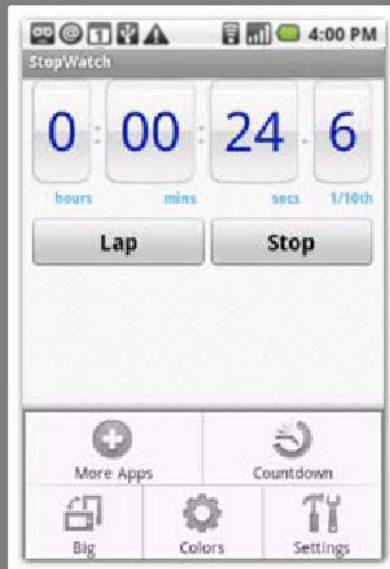 1 4:00 PM
StopWatch
0 : 00 : 24 . 6
hours mins secs 1/10th
Lap Stop
More Apps Countdown
Big Colors Settings